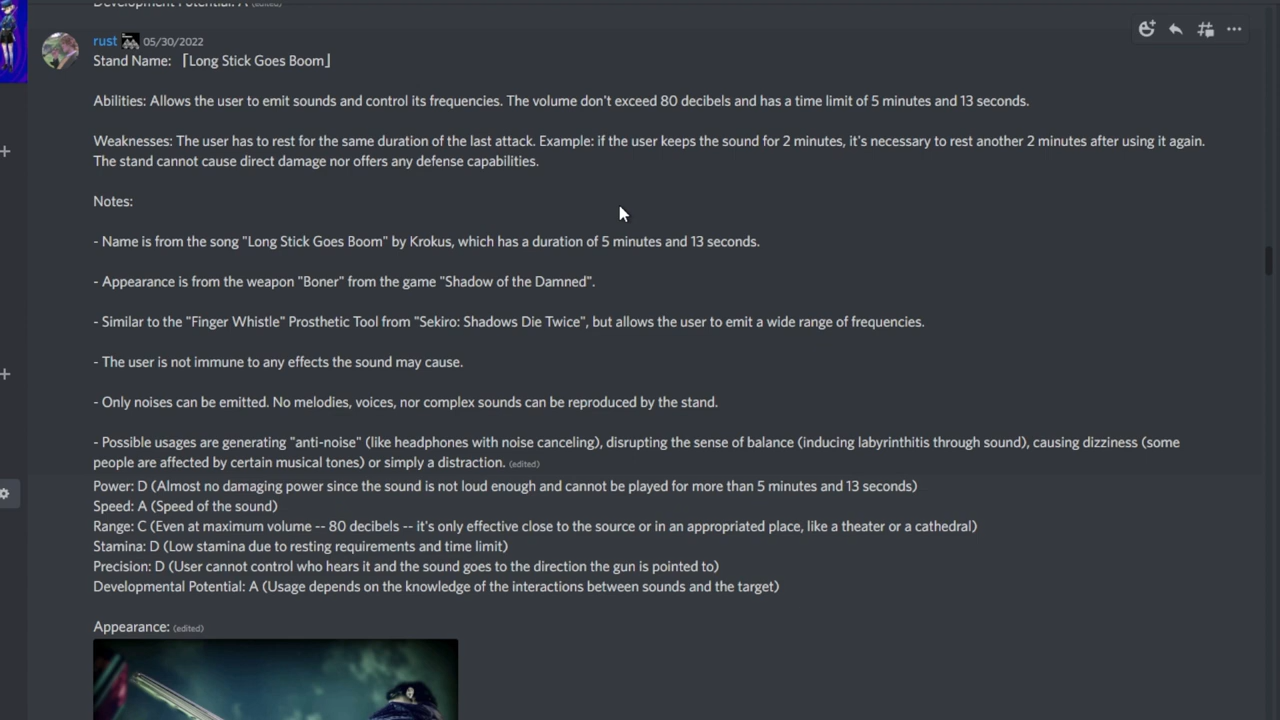 Developmental Potential: A (edited)
rust 05/30/2022
Stand Name: 「Long Stick Goes Boom」
Abilities: Allows the user to emit sounds and control its frequencies. The volume don't exceed 80 decibels and has a time limit of 5 minutes and 13 seconds.
Weaknesses: The user has to rest for the same duration of the last attack. Example: if the user keeps the sound for 2 minutes, it's necessary to rest another 2 minutes after using it again.
The stand cannot cause direct damage nor offers any defense capabilities.
Notes:
- Name is from the song "Long Stick Goes Boom" by Krokus, which has a duration of 5 minutes and 13 seconds.
- Appearance is from the weapon "Boner" from the game "Shadow of the Damned".
- Similar to the "Finger Whistle" Prosthetic Tool from "Sekiro: Shadows Die Twice", but allows the user to emit a wide range of frequencies.
- The user is not immune to any effects the sound may cause.
- Only noises can be emitted. No melodies, voices, nor complex sounds can be reproduced by the stand.
- Possible usages are generating "anti-noise" (like headphones with noise canceling), disrupting the sense of balance (inducing labyrinthitis through sound), causing dizziness (some
people are affected by certain musical tones) or simply a distraction. (edited)
Power: D (Almost no damaging power since the sound is not loud enough and cannot be played for more than 5 minutes and 13 seconds)
Speed: A (Speed of the sound)
Range: C (Even at maximum volume -- 80 decibels -- it's only effective close to the source or in an appropriated place, like a theater or a cathedral)
Stamina: D (Low stamina due to resting requirements and time limit)
Precision: D (User cannot control who hears it and the sound goes to the direction the gun is pointed to)
Developmental Potential: A (Usage depends on the knowledge of the interactions between sounds and the target)
Appearance: (edited)